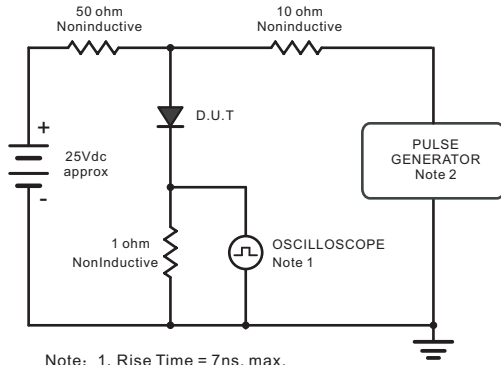 50 ohm
Noninductive
10 ohm
Noninductive
D.U.T
+
25Vdc
approx
-
PULSE
GENERATOR
Note 2
1 ohm
NonInductive
OSCILLOSCOPE
Note 1
Note: 1. Rise Time = 7ns, max.